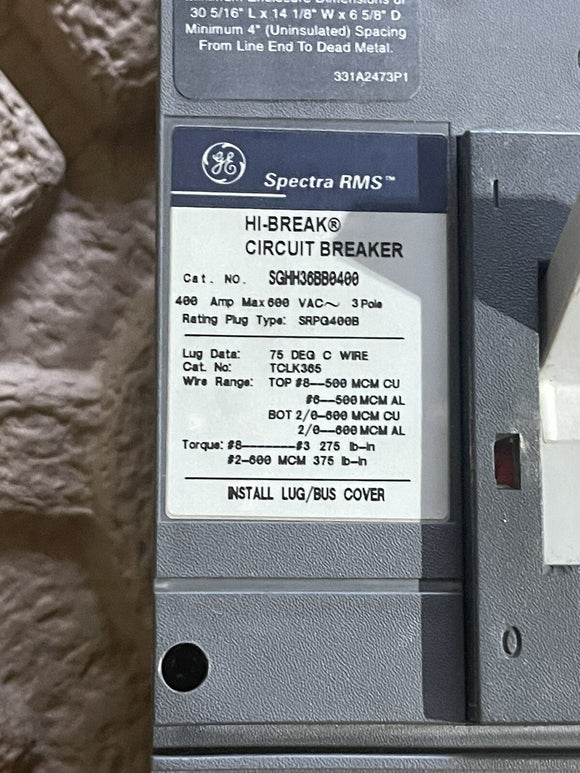 Minimum Enclosure Dimensions of
30 5/16" L x 14 1/8" W x 6 5/8" D
Minimum 4" (Uninsulated) Spacing
From Line End To Dead Metal.
331A2473P1
GE
Spectra RMS™
HI-BREAK®
CIRCUIT BREAKER
Cat. NO. SGHH36BB0400
400 Amp Max 600 VAC~ 3 Pole
Rating Plug Type: SRPG400B
Lug Data: 75 DEG C WIRE
Cat. No: TCLK365
Wire Range: TOP #8--500 MCM CU
#6--500 MCM AL
BOT 2/0-600 MCM CU
2/0--600 MCM AL
Torque: #8-------#3 275 lb-in
#2-600 MCM 375 lb-in
INSTALL LUG/BUS COVER
I
O